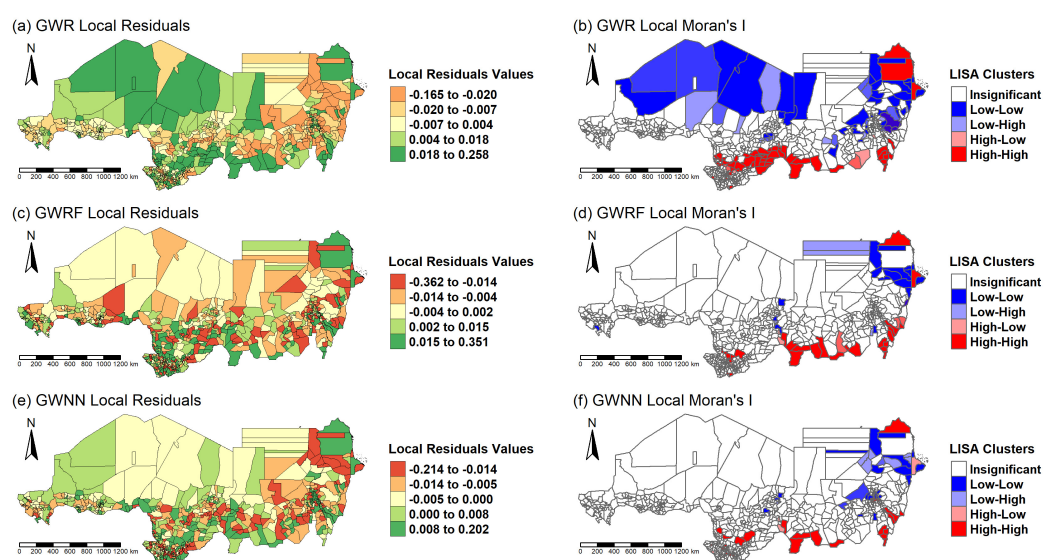 (a) GWR Local Residuals
N
Local Residuals Values
-0.165 to -0.020
-0.020 to -0.007
-0.007 to 0.004
0.004 to 0.018
0.018 to 0.258
0 200 400 600 800 1000 1200 km
(b) GWR Local Moran's I
N
LISA Clusters
Insignificant
Low-Low
Low-High
High-Low
High-High
0 200 400 600 800 1000 1200 km
(c) GWRF Local Residuals
N
Local Residuals Values
-0.362 to -0.014
-0.014 to -0.004
-0.004 to 0.002
0.002 to 0.015
0.015 to 0.351
0 200 400 600 800 1000 1200 km
(d) GWRF Local Moran's I
N
LISA Clusters
Insignificant
Low-Low
Low-High
High-Low
High-High
0 200 400 600 800 1000 1200 km
(e) GWNN Local Residuals
N
Local Residuals Values
-0.214 to -0.014
-0.014 to -0.005
-0.005 to 0.000
0.000 to 0.008
0.008 to 0.202
0 200 400 600 800 1000 1200 km
(f) GWNN Local Moran's I
N
LISA Clusters
Insignificant
Low-Low
Low-High
High-Low
High-High
0 200 400 600 800 1000 1200 km